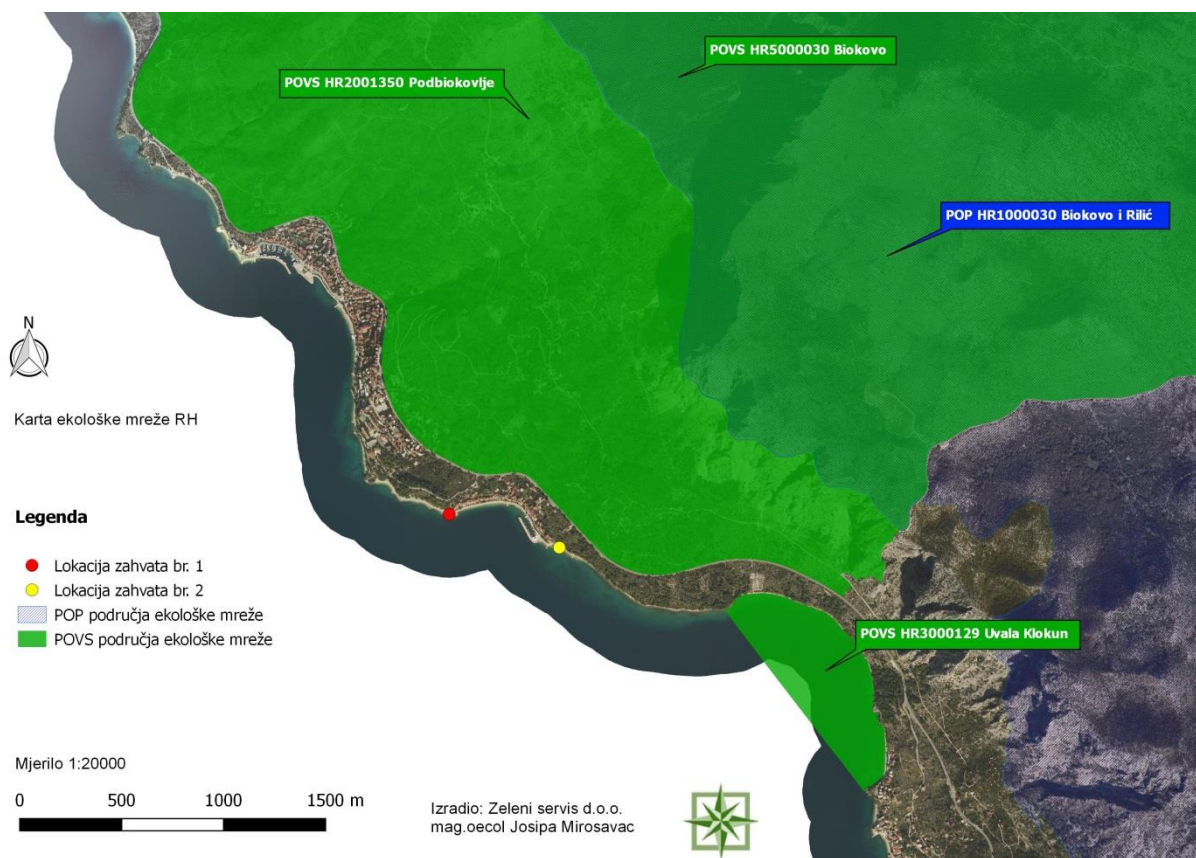 POVS HR5000030 Biokovo
POVS HR2001350 Podbiokovlje
POP HR1000030 Biokovo i Rilić
N
Karta ekološke mreže RH
Legenda
Lokacija zahvata br. 1
Lokacija zahvata br. 2
POP područja ekološke mreže
POVS područja ekološke mreže
POVS HR3000129 Uvala Klokun
Mjerilo 1:20000
0 500 1000 1500 m
Izradio: Zeleni servis d.o.o.
mag.oecol Josipa Mirosavac